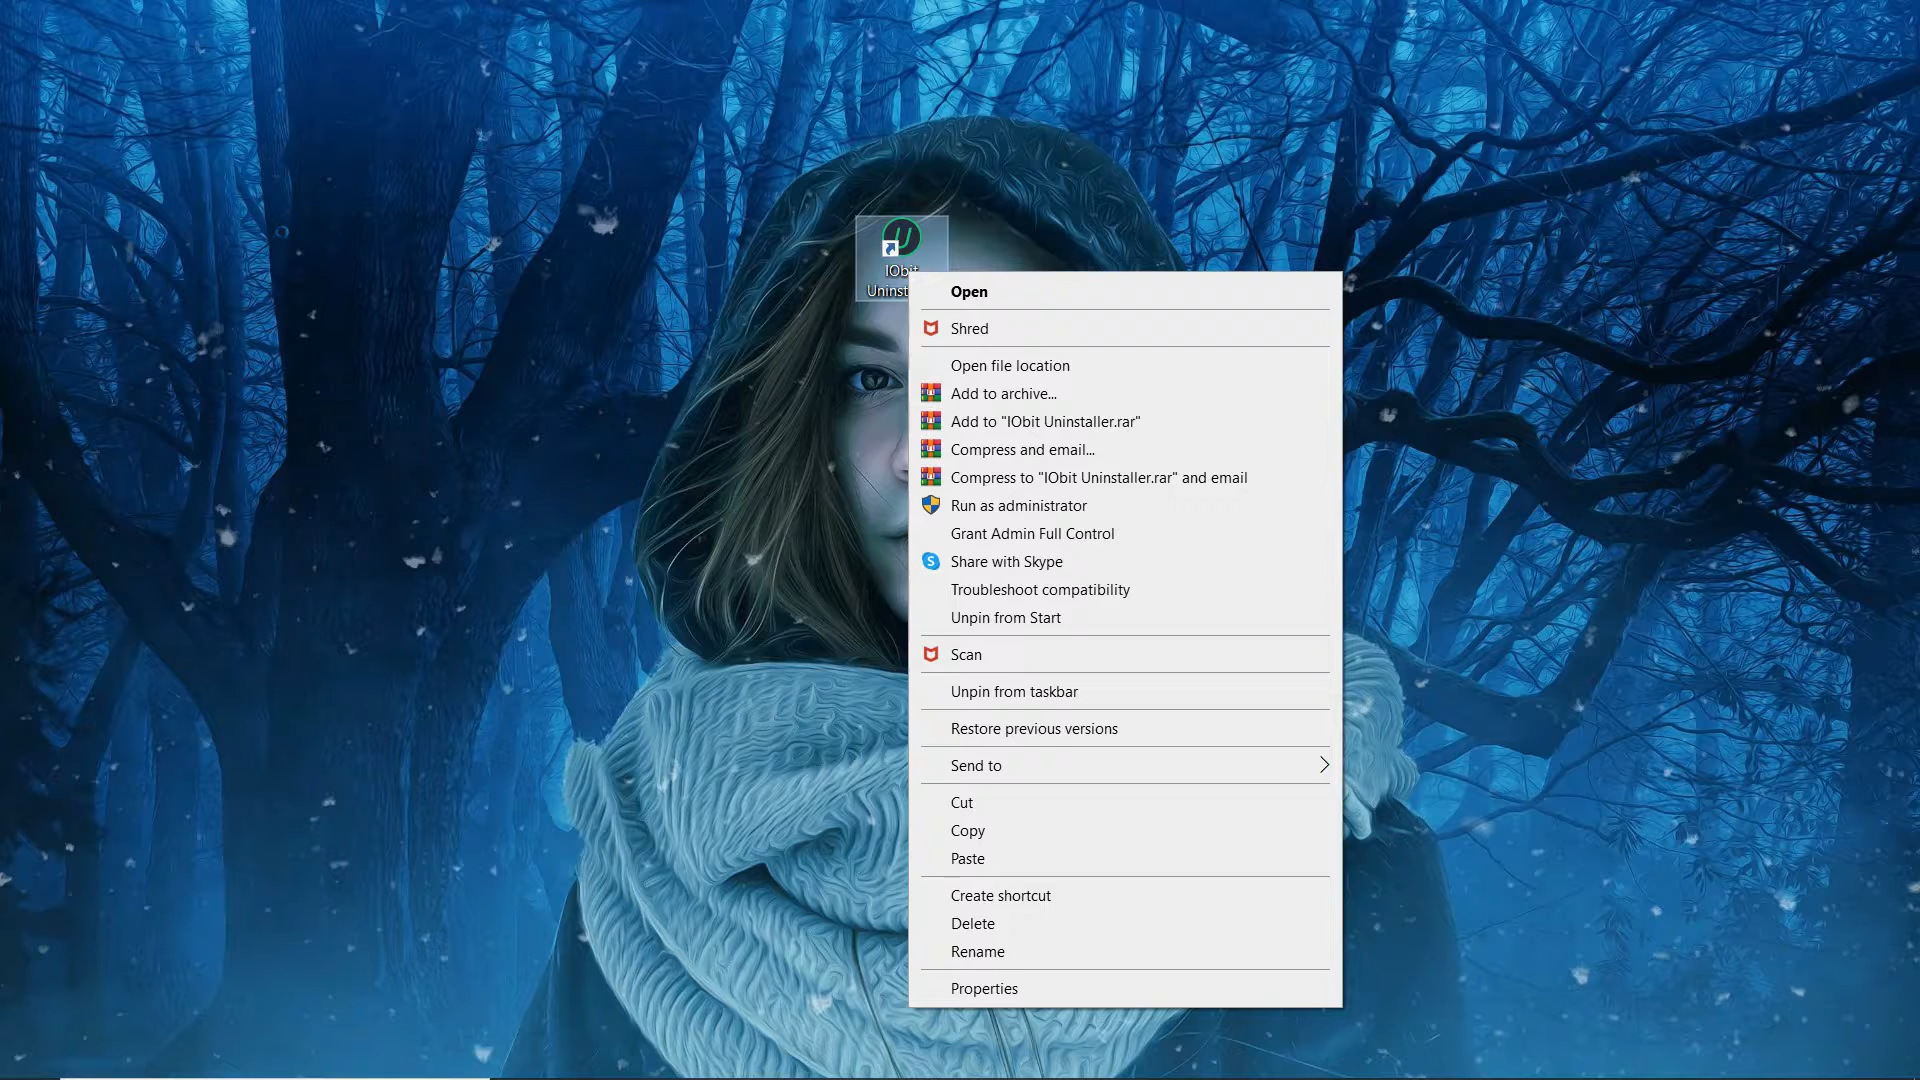 IObit
Uninst
Open
Shred
Open file location
Add to archive...
Add to "IObit Uninstaller.rar"
Compress and email...
Compress to "IObit Uninstaller.rar" and email
Run as administrator
Grant Admin Full Control
Share with Skype
Troubleshoot compatibility
Unpin from Start
Scan
Unpin from taskbar
Restore previous versions
Send to
Cut
Copy
Paste
Create shortcut
Delete
Rename
Properties